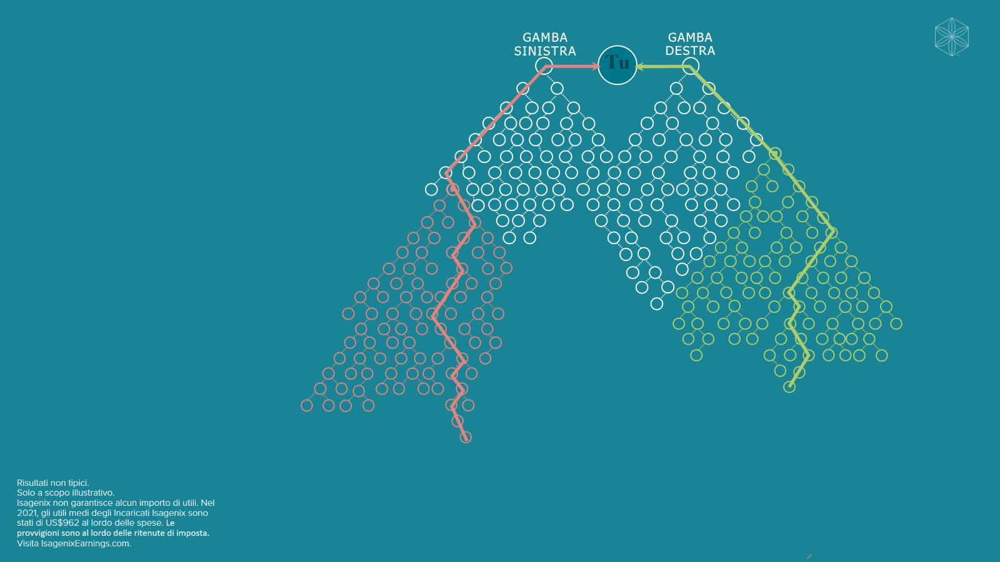 GAMBA
SINISTRA
GAMBA
DESTRA
Tu
Risultati non tipici.
Solo a scopo illustrativo.
Isagenix non garantisce alcun importo di utili. Nel
2021, gli utili medi degli Incaricati Isagenix sono
stati di US$962 al lordo delle spese. Le
provvigioni sono al lordo delle ritenute di imposta.
Visita IsagenixEarnings.com.